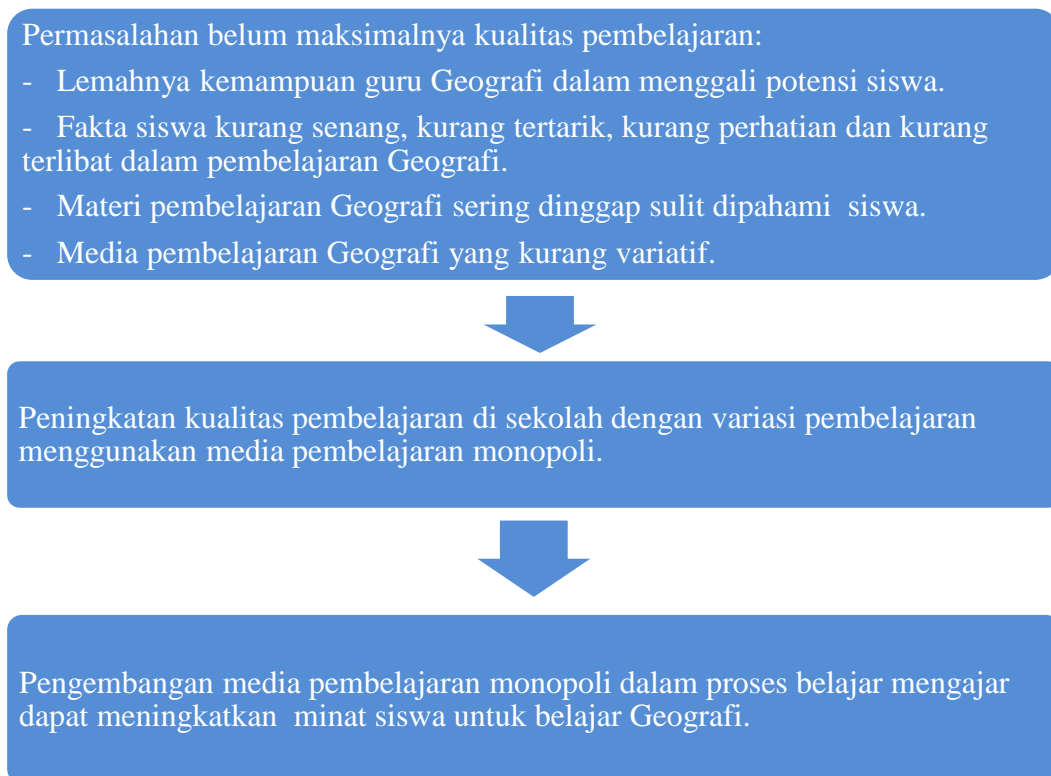 Permasalahan belum maksimalnya kualitas pembelajaran:
- Lemahnya kemampuan guru Geografi dalam menggali potensi siswa.
- Fakta siswa kurang senang, kurang tertarik, kurang perhatian dan kurang
terlibat dalam pembelajaran Geografi.
- Materi pembelajaran Geografi sering dinggap sulit dipahami siswa.
- Media pembelajaran Geografi yang kurang variatif.
Peningkatan kualitas pembelajaran di sekolah dengan variasi pembelajaran
menggunakan media pembelajaran monopoli.
Pengembangan media pembelajaran monopoli dalam proses belajar mengajar
dapat meningkatkan minat siswa untuk belajar Geografi.